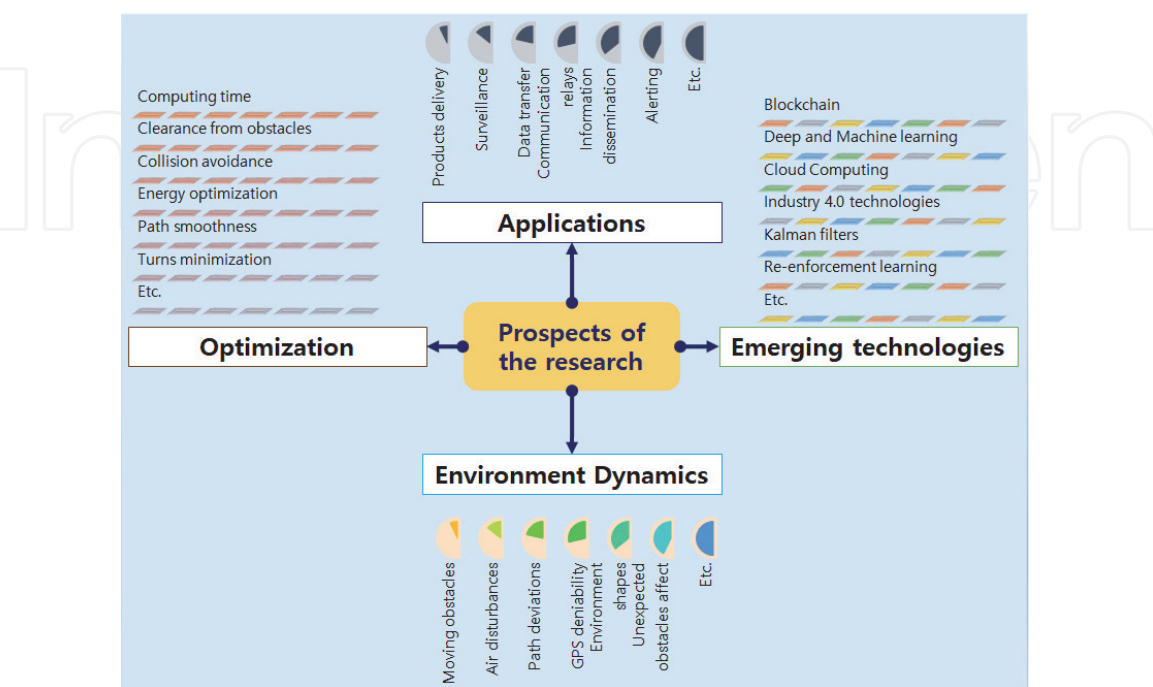 Products delivery
Surveillance
Data transfer
Communication
relays
Information
dissemination
Alerting
Etc.
Computing time
Clearance from obstacles
Collision avoidance
Energy optimization
Path smoothness
Turns minimization
Etc.
Blockchain
Deep and Machine learning
Cloud Computing
Industry 4.0 technologies
Kalman filters
Re-enforcement learning
Etc.
Applications
Optimization
Prospects of
the research
Emerging technologies
Environment Dynamics
Moving obstacles
Air disturbances
Path deviations
GPS deniability
Environment
shapes
Unexpected
obstacles affect
Etc.